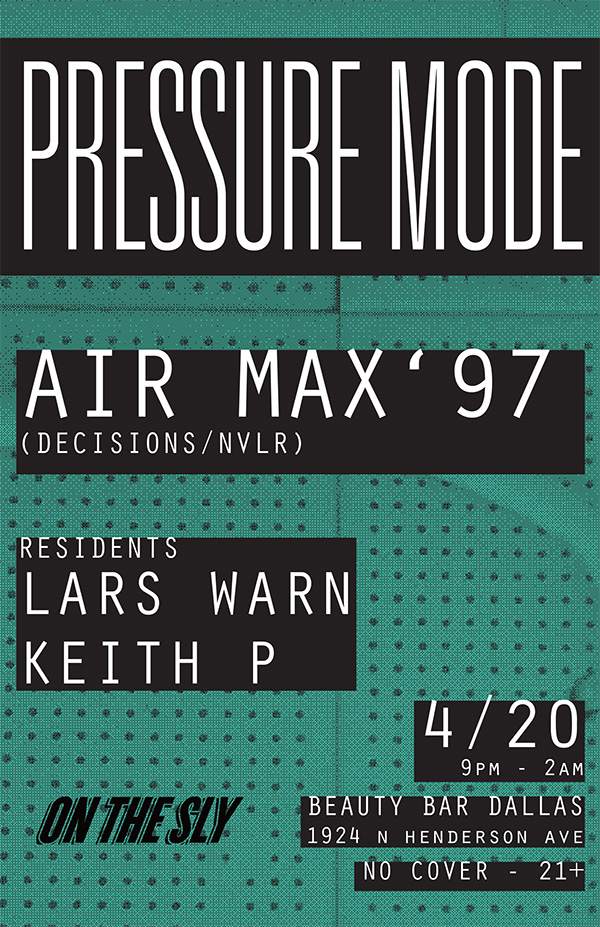 PRESSURE MODE
AIR MAX‘97
(DECISIONS/NVLR)
RESIDENTS
LARS WARN
KEITH P
4/20
9PM - 2AM
ON THE SLY
BEAUTY BAR DALLAS
1924 N HENDERSON AVE
NO COVER - 21+